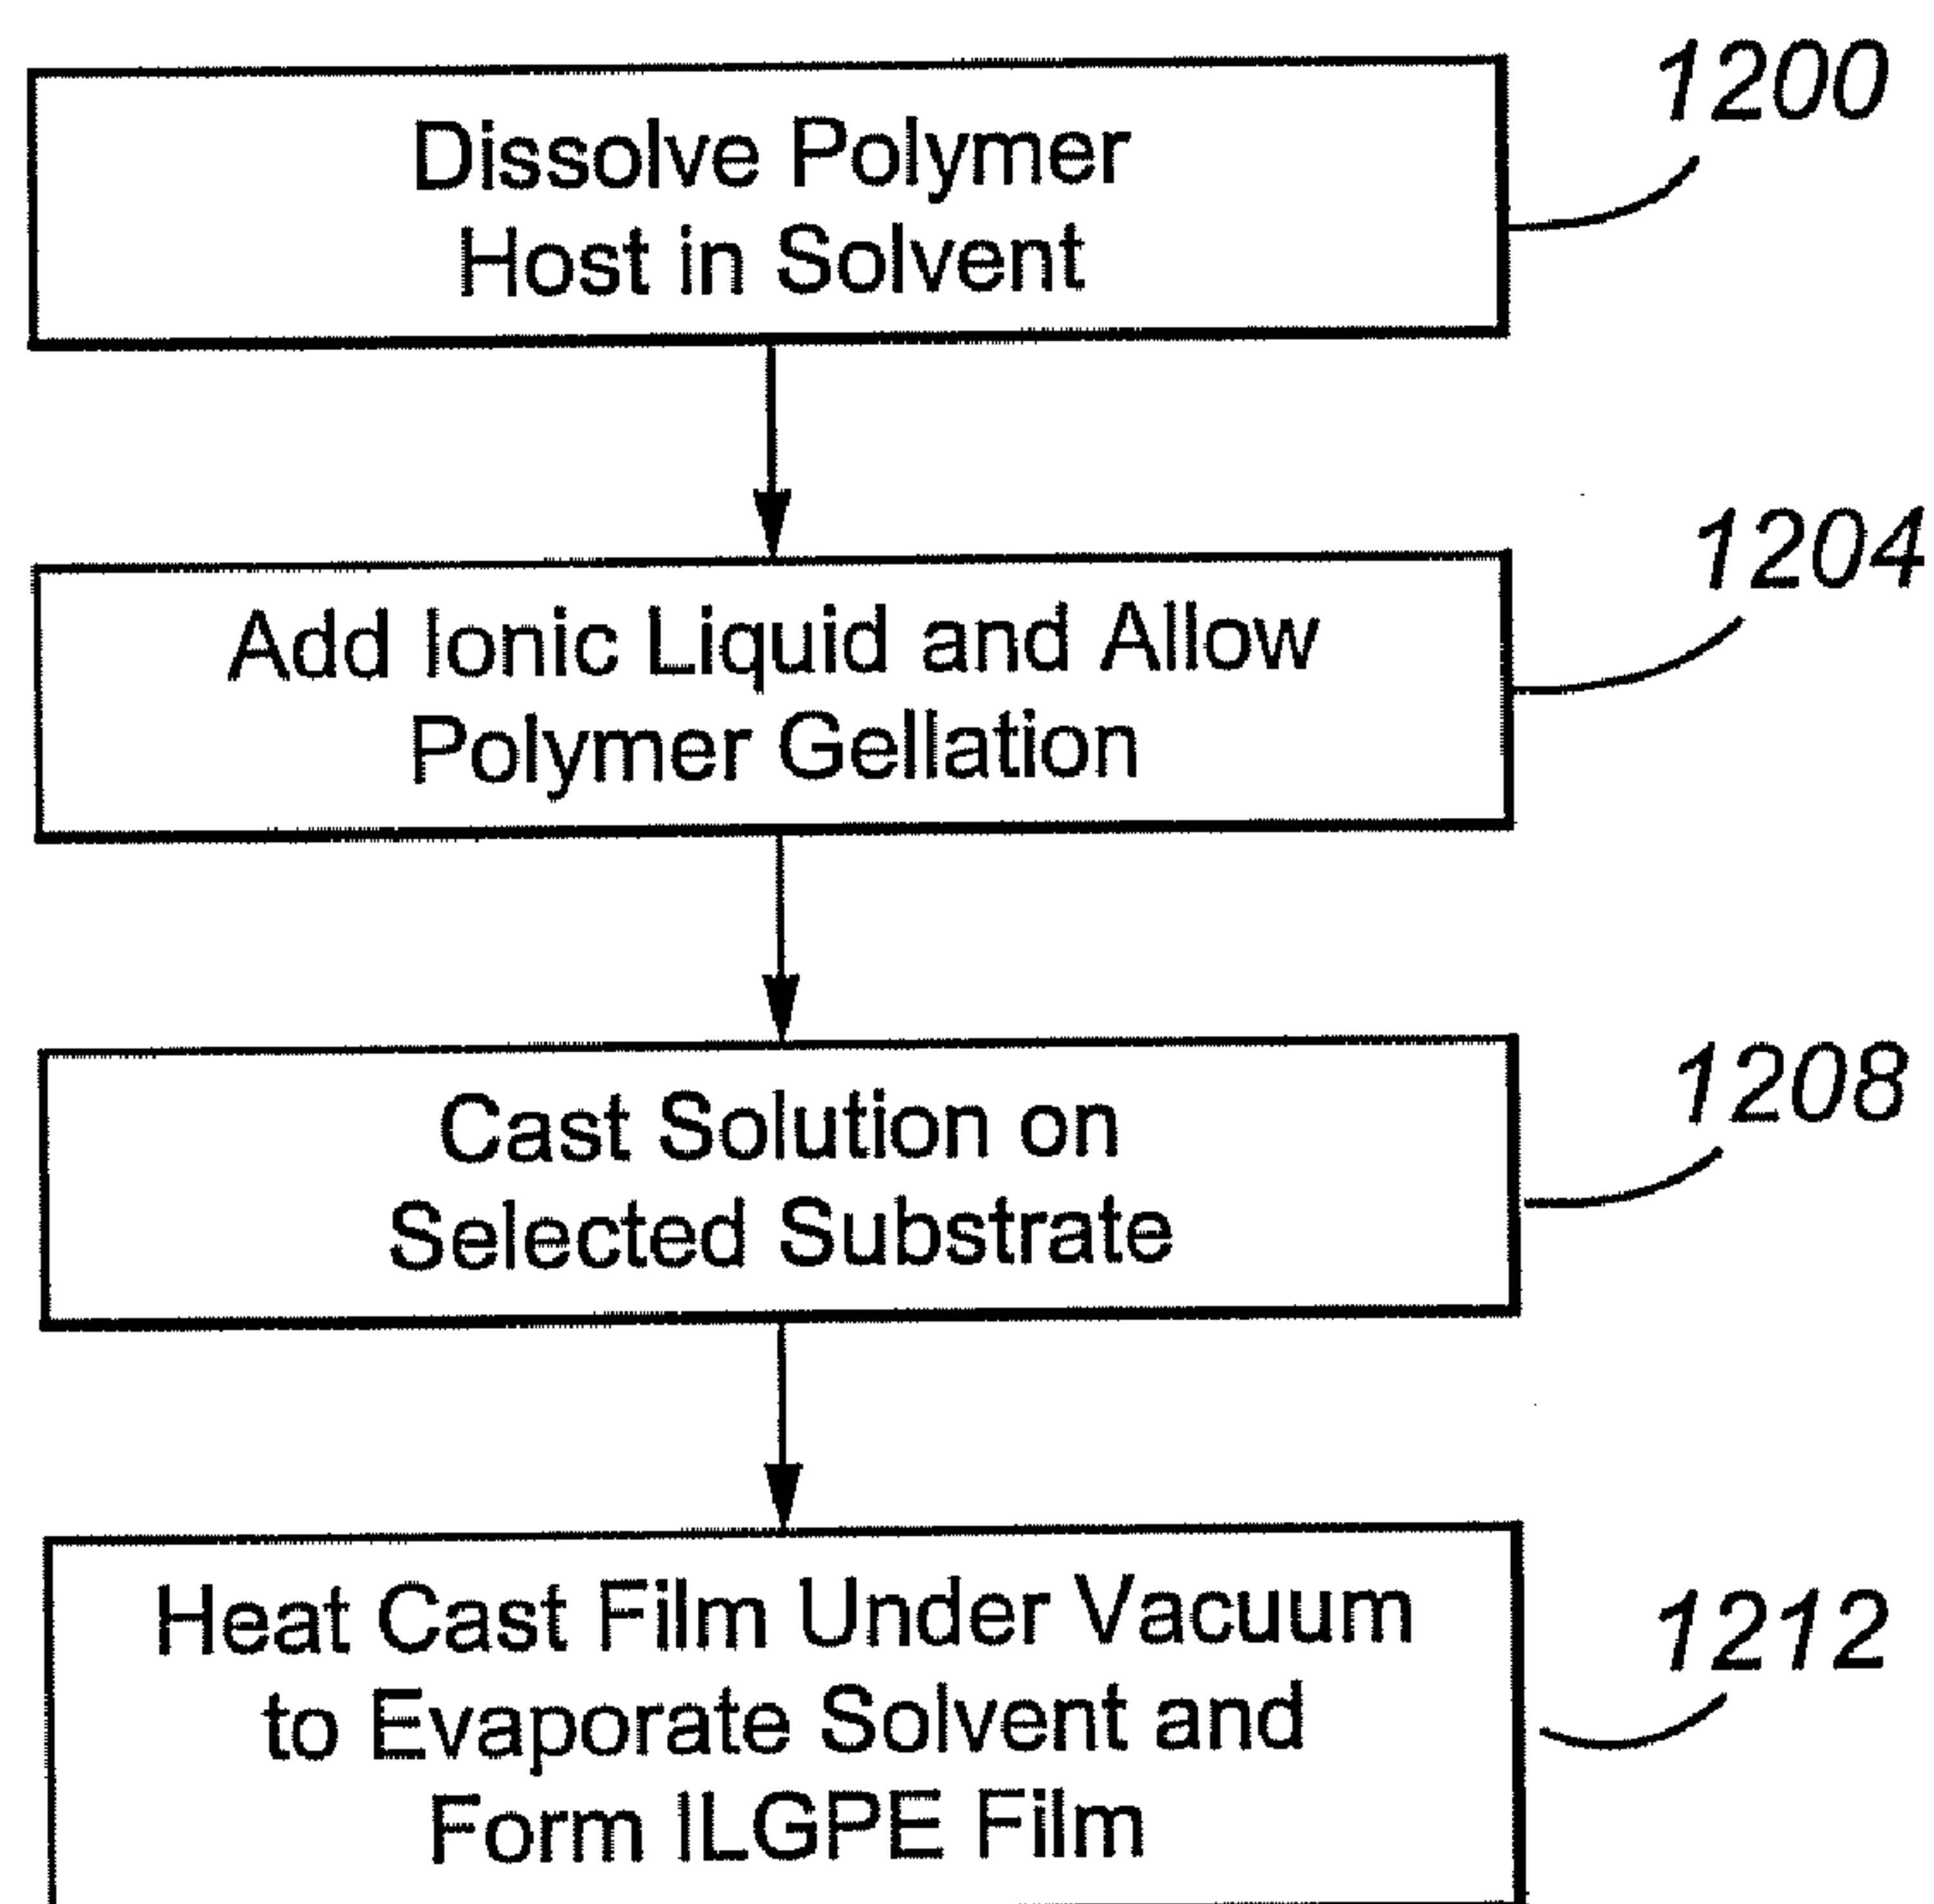 1200
Dissolve Polymer
Host in Solvent
1204
Add Ionic Liquid and Allow
Polymer Gellation
1208
Cast Solution on
Selected Substrate
1212
Heat Cast Film Under Vacuum
to Evaporate Solvent and
Form ILGPE Film